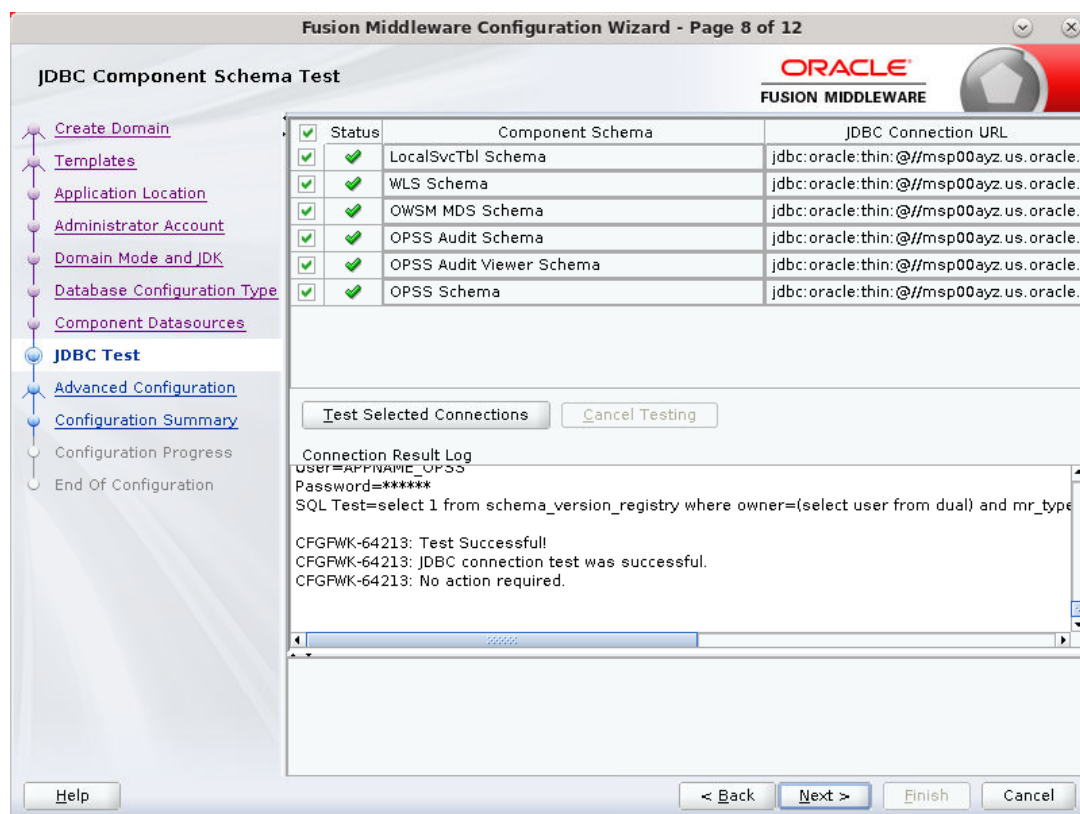 Fusion Middleware Configuration Wizard - Page 8 of 12
JDBC Component Schema Test
ORACLE
FUSION MIDDLEWARE
Create Domain
Templates
Application Location
Administrator Account
Domain Mode and JDK
Database Configuration Type
Component Datasources
JDBC Test
Advanced Configuration
Configuration Summary
Configuration Progress
End Of Configuration
Status Component Schema JDBC Connection URL
LocalSvcTbl Schema jdbc:oracle:thin:@//msp00ayz.us.oracle.
WLS Schema jdbc:oracle:thin:@//msp00ayz.us.oracle.
OWSM MDS Schema jdbc:oracle:thin:@//msp00ayz.us.oracle.
OPSS Audit Schema jdbc:oracle:thin:@//msp00ayz.us.oracle.
OPSS Audit Viewer Schema jdbc:oracle:thin:@//msp00ayz.us.oracle.
OPSS Schema jdbc:oracle:thin:@//msp00ayz.us.oracle.
Test Selected Connections Cancel Testing
Connection Result Log
User=APPNAME_OPSS
Password=******
SQL Test=select 1 from schema_version_registry where owner=(select user from dual) and mr_type
CFGFWK-64213: Test Successful!
CFGFWK-64213: JDBC connection test was successful.
CFGFWK-64213: No action required.
Help < Back Next > Finish Cancel